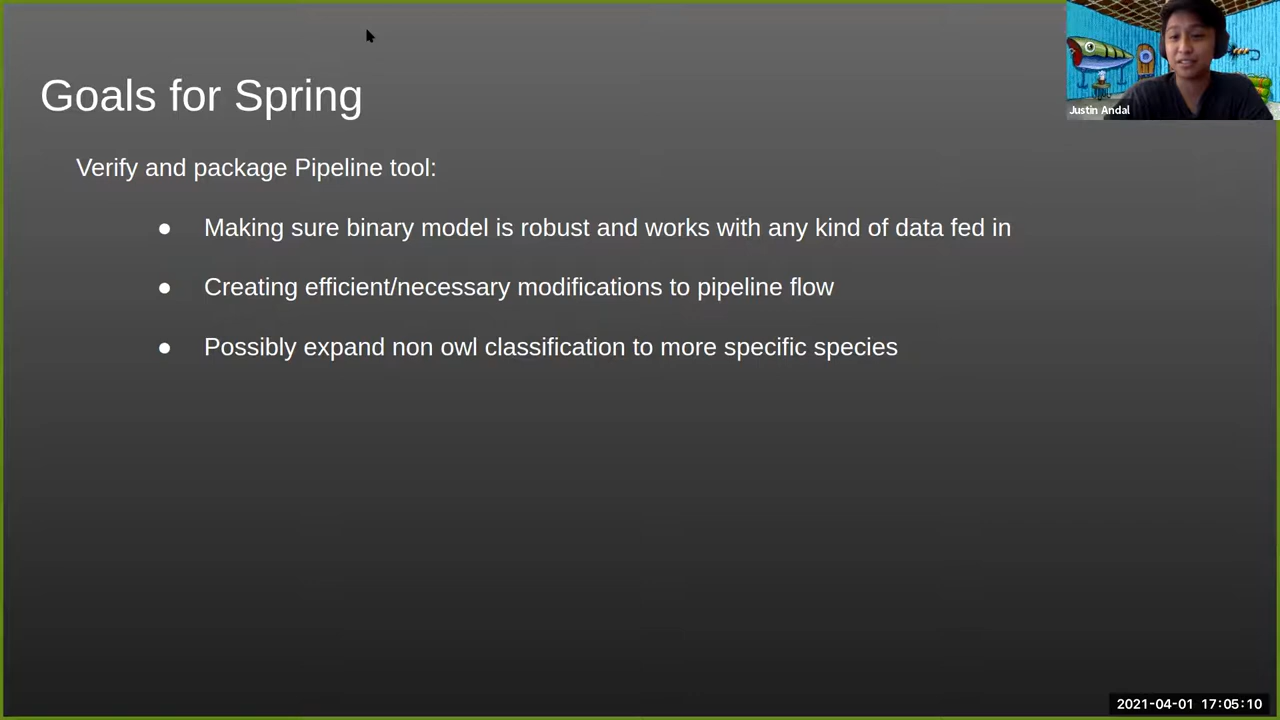 Goals for Spring
Verify and package Pipeline tool:
● Making sure binary model is robust and works with any kind of data fed in
● Creating efficient/necessary modifications to pipeline flow
● Possibly expand non owl classification to more specific species
Justin Andal
2021-04-01 17:05:10